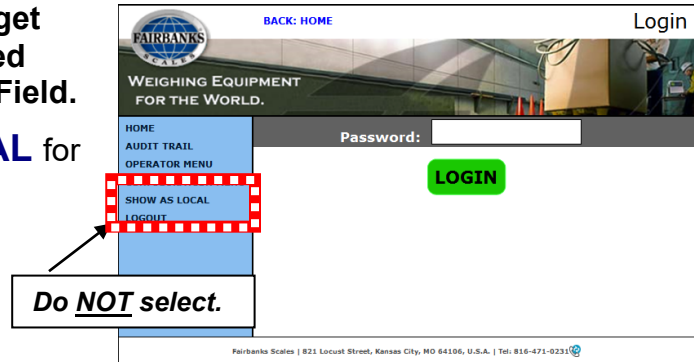 get
ed
Field.
AL for
BACK: HOME
Login
FAIRBANKS
SCALES
WEIGHING EQUIPMENT
FOR THE WORLD.
HOME
AUDIT TRAIL
OPERATOR MENU
SHOW AS LOCAL
LOGOUT
Password:
LOGIN
Do NOT select.
Fairbanks Scales | 821 Locust Street, Kansas City, MO 64106, U.S.A. | Tel: 816-471-0231